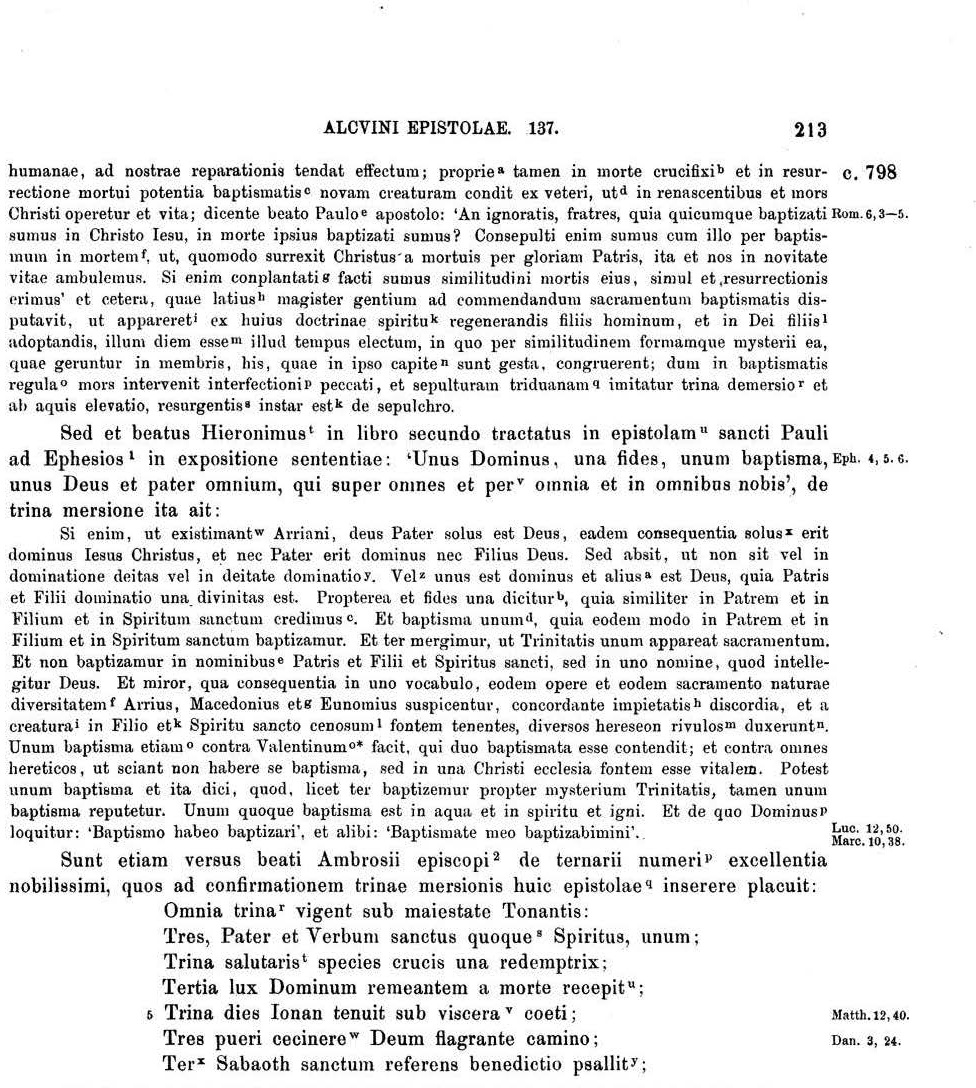 ALCVINI EPISTOLAE. 137. 213
humanae, ad nostrae reparationis tendat effectum; proprieᵃ tamen in morte crucifixiᵇ et in resur- c. 798
rectione mortui potentia baptismatisᶜ novam creaturam condit ex veteri, utᵈ in renascentibus et mors
Christi operetur et vita; dicente beato Pauloᵉ apostolo: ‘An ignoratis, fratres, quia quicumque baptizati Rom. 6, 3—5.
sumus in Christo Iesu, in morte ipsius baptizati sumus? Consepulti enim sumus cum illo per baptis-
mum in mortemᶠ, ut, quomodo surrexit Christus a mortuis per gloriam Patris, ita et nos in novitate
vitae ambulemus. Si enim conplantatiᵍ facti sumus similitudini mortis eius, simul et resurrectionis
erimus’ et cetera, quae latiusʰ magister gentium ad commendandum sacramentum baptismatis dis-
putavit, ut appareretⁱ ex huius doctrinae spirituᵏ regenerandis filiis hominum, et in Dei filiisˡ
adoptandis, illum diem esseᵐ illud tempus electum, in quo per similitudinem formamque mysterii ea,
quae geruntur in membris, his, quae in ipso capiteⁿ sunt gesta, congruerent; dum in baptismatis
regulaᵒ mors intervenit interfectioniᵖ peccati, et sepulturam triduanam𐞥 imitatur trina demersioʳ et
ab aquis elevatio, resurgentisˢ instar estᵏ de sepulchro.
Sed et beatus Hieronimusᵗ in libro secundo tractatus in epistolamᵘ sancti Pauli
ad Ephesios¹ in expositione sententiae: ‘Unus Dominus, una fides, unum baptisma, Eph. 4, 5. 6.
unus Deus et pater omnium, qui super omnes et perᵛ omnia et in omnibus nobis’, de
trina mersione ita ait:
Si enim, ut existimantʷ Arriani, deus Pater solus est Deus, eadem consequentia solusˣ erit
dominus Iesus Christus, et nec Pater erit dominus nec Filius Deus. Sed absit, ut non sit vel in
dominatione deitas vel in deitate dominatioʸ. Velᶻ unus est dominus et aliusᵃ est Deus, quia Patris
et Filii dominatio una divinitas est. Propterea et fides una diciturᵇ, quia similiter in Patrem et in
Filium et in Spiritum sanctum credimusᶜ. Et baptisma unumᵈ, quia eodem modo in Patrem et in
Filium et in Spiritum sanctum baptizamur. Et ter mergimur, ut Trinitatis unum appareat sacramentum.
Et non baptizamur in nominibusᵉ Patris et Filii et Spiritus sancti, sed in uno nomine, quod intelle-
gitur Deus. Et miror, qua consequentia in uno vocabulo, eodem opere et eodem sacramento naturae
diversitatemᶠ Arrius, Macedonius etᵍ Eunomius suspicentur, concordante impietatisʰ discordia, et a
creaturaⁱ in Filio etᵏ Spiritu sancto cenosumˡ fontem tenentes, diversos hereseon rivulosᵐ duxeruntⁿ.
Unum baptisma etiamᵒ contra Valentinumᵒ* facit, qui duo baptismata esse contendit; et contra omnes
hereticos, ut sciant non habere se baptisma, sed in una Christi ecclesia fontem esse vitalem. Potest
unum baptisma et ita dici, quod, licet ter baptizemur propter mysterium Trinitatis, tamen unum
baptisma reputetur. Unum quoque baptisma est in aqua et in spiritu et igni. Et de quo Dominusᵖ
loquitur: ‘Baptismo habeo baptizari’, et alibi: ‘Baptismate meo baptizabimini’. Luc. 12, 50.
Marc. 10, 38.
Sunt etiam versus beati Ambrosii episcopi² de ternarii numeriᵖ excellentia
nobilissimi, quos ad confirmationem trinae mersionis huic epistolae𐞥 inserere placuit:
Omnia trinaʳ vigent sub maiestate Tonantis:
Tres, Pater et Verbum sanctus quoqueˢ Spiritus, unum;
Trina salutarisᵗ species crucis una redemptrix;
Tertia lux Dominum remeantem a morte recepitᵘ;
5 Trina dies Ionan tenuit sub visceraᵛ coeti; Matth. 12, 40.
Tres pueri cecinereʷ Deum flagrante camino; Dan. 3, 24.
Terˣ Sabaoth sanctum referens benedictio psallitʸ;